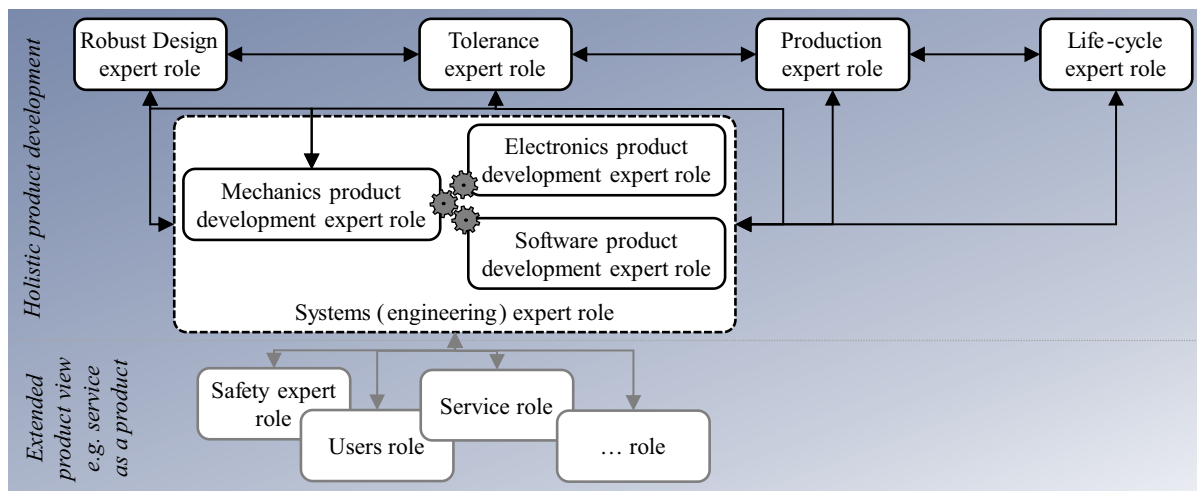 Holistic product development
Robust Design
expert role
Tolerance
expert role
Production
expert role
Life-cycle
expert role
Electronics product
development expert role
Mechanics product
development expert role
Software product
development expert role
Systems (engineering) expert role
Extended
product view
e.g. service
as a product
Safety expert
role
Users role
Service role
… role